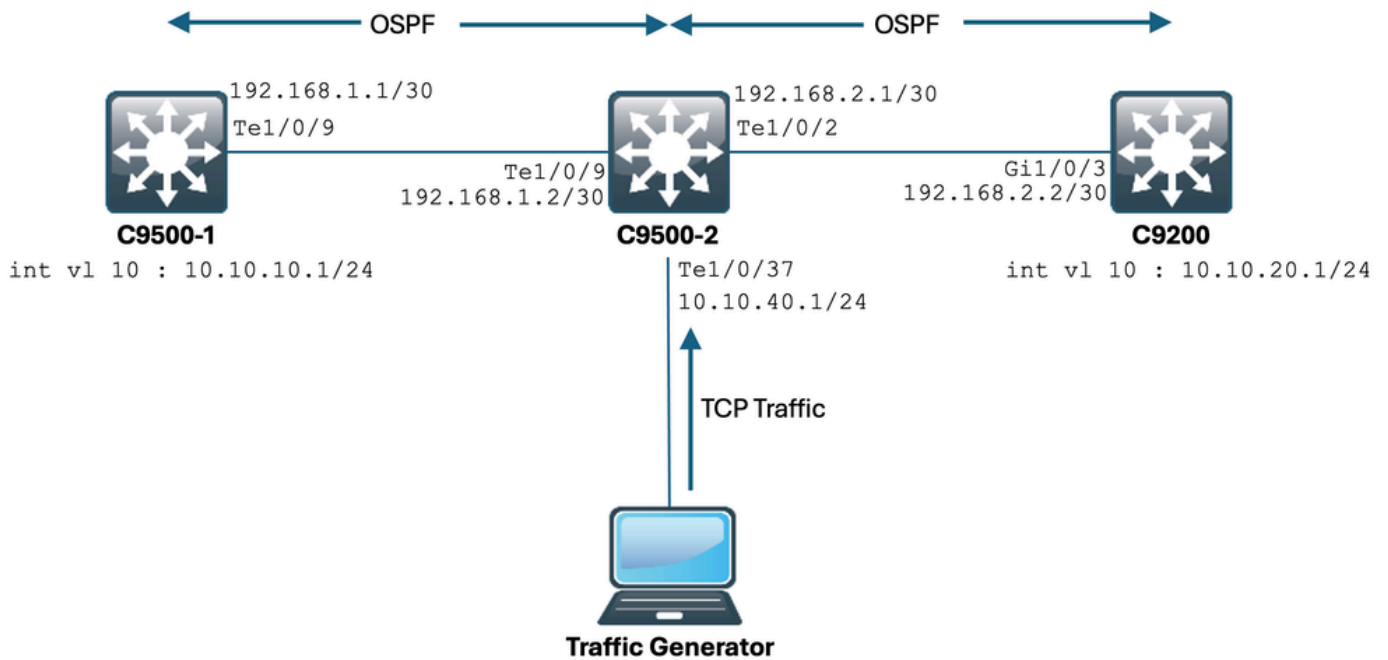 OSPF
OSPF
192.168.1.1/30
Te1/0/9
192.168.2.1/30
Te1/0/2
Te1/0/9
192.168.1.2/30
Gi1/0/3
192.168.2.2/30
C9500-1
C9500-2
C9200
int vl 10 : 10.10.10.1/24
Te1/0/37
10.10.40.1/24
int vl 10 : 10.10.20.1/24
TCP Traffic
Traffic Generator